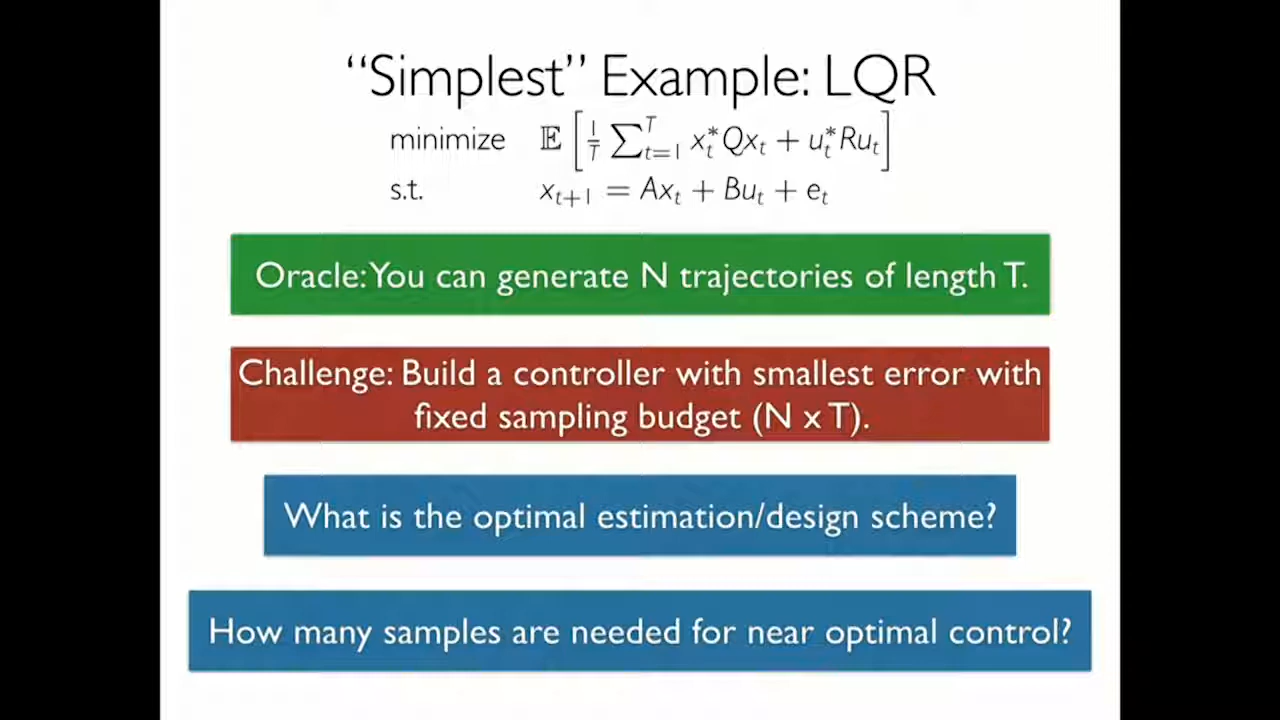 “Simplest” Example: LQR
minimize 𝔼 [ 1/T ∑_{t=1}^{T} x_t^* Q x_t + u_t^* R u_t ]
s.t. x_{t+1} = Ax_t + Bu_t + e_t
Oracle: You can generate N trajectories of length T.
Challenge: Build a controller with smallest error with
fixed sampling budget (N x T).
What is the optimal estimation/design scheme?
How many samples are needed for near optimal control?